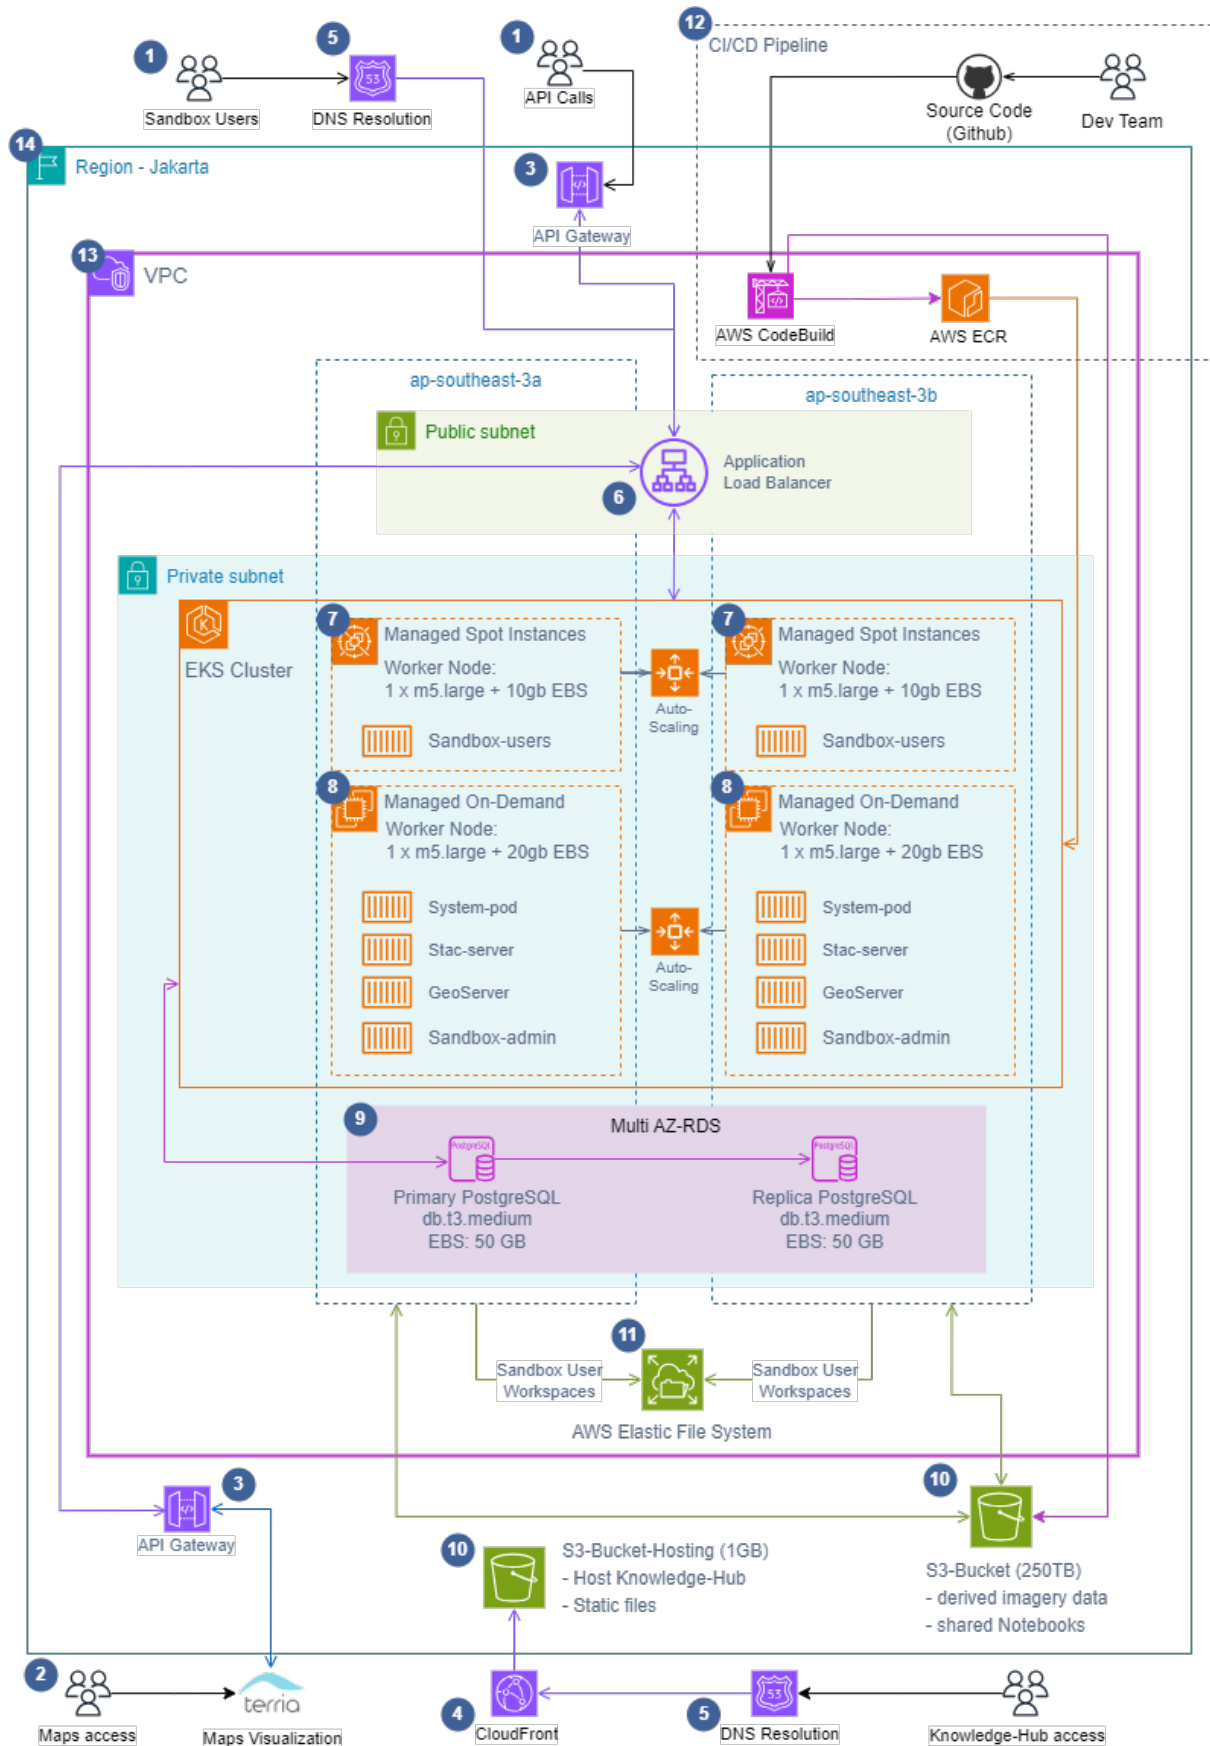 12
CI/CD Pipeline
1
5
1
53
Sandbox Users
DNS Resolution
API Calls
Source Code
(Github)
Dev Team
14
Region - Jakarta
3
API Gateway
13
VPC
AWS CodeBuild
AWS ECR
ap-southeast-3a
ap-southeast-3b
Public subnet
Application
Load Balancer
6
Private subnet
EKS Cluster
7
Managed Spot Instances
Worker Node:
1 x m5.large + 10gb EBS
Sandbox-users
Auto-
Scaling
7
Managed Spot Instances
Worker Node:
1 x m5.large + 10gb EBS
Sandbox-users
8
Managed On-Demand
Worker Node:
1 x m5.large + 20gb EBS
System-pod
Stac-server
GeoServer
Sandbox-admin
Auto-
Scaling
8
Managed On-Demand
Worker Node:
1 x m5.large + 20gb EBS
System-pod
Stac-server
GeoServer
Sandbox-admin
9
Multi AZ-RDS
PostgreSQL
Primary PostgreSQL
db.t3.medium
EBS: 50 GB
PostgreSQL
Replica PostgreSQL
db.t3.medium
EBS: 50 GB
11
Sandbox User
Workspaces
Sandbox User
Workspaces
AWS Elastic File System
3
API Gateway
10
S3-Bucket-Hosting (1GB)
- Host Knowledge-Hub
- Static files
10
S3-Bucket (250TB)
- derived imagery data
- shared Notebooks
2
Maps access
terria
Maps Visualization
4
CloudFront
5
53
DNS Resolution
Knowledge-Hub access